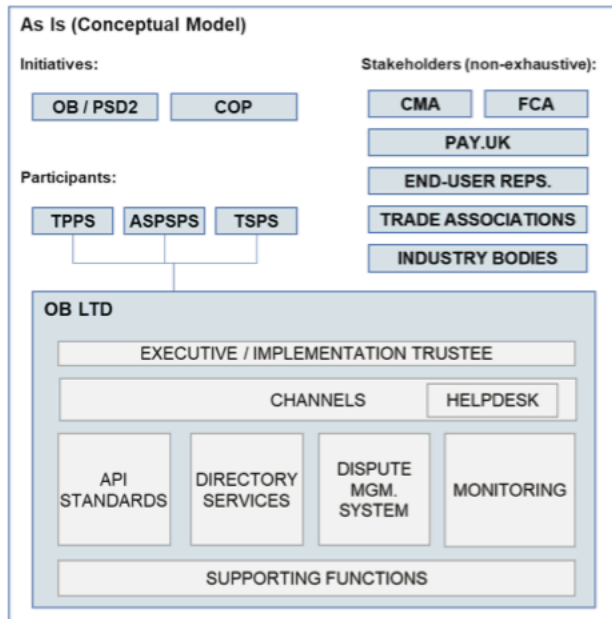 As Is (Conceptual Model)
Initiatives:
OB / PSD2
COP
Stakeholders (non-exhaustive):
CMA
FCA
PAY.UK
END-USER REPS.
TRADE ASSOCIATIONS
INDUSTRY BODIES
Participants:
TPPS
ASPSPS
TSPS
OB LTD
EXECUTIVE / IMPLEMENTATION TRUSTEE
CHANNELS
HELPDESK
API
STANDARDS
DIRECTORY
SERVICES
DISPUTE
MGM.
SYSTEM
MONITORING
SUPPORTING FUNCTIONS